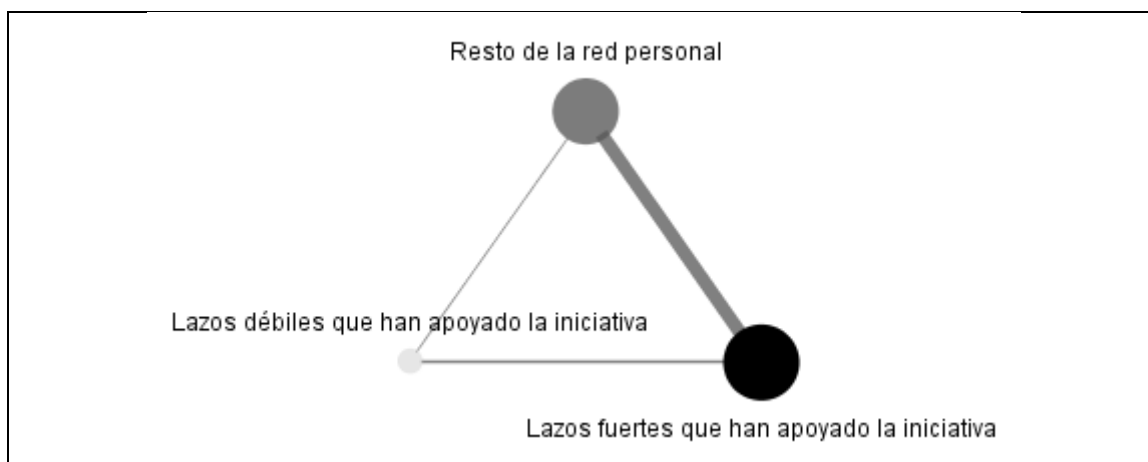 Resto de la red personal
Lazos débiles que han apoyado la iniciativa
Lazos fuertes que han apoyado la iniciativa